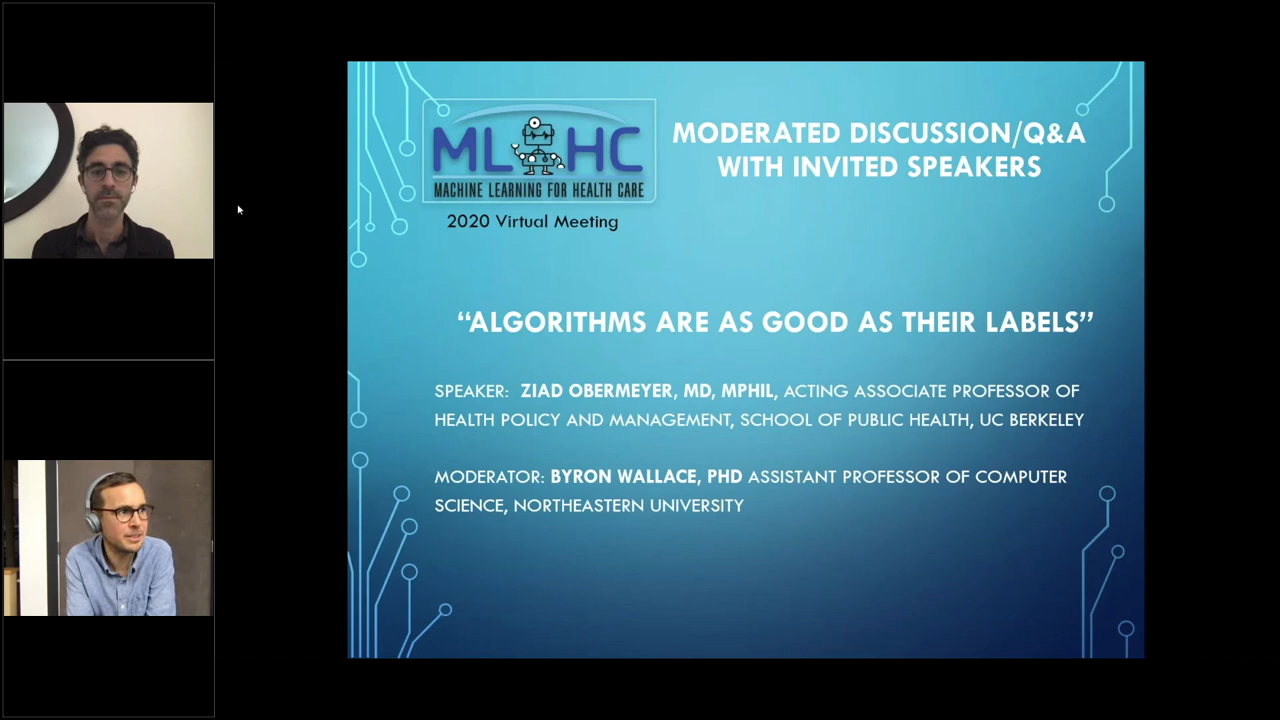 ML HC
MACHINE LEARNING FOR HEALTH CARE
2020 Virtual Meeting
MODERATED DISCUSSION/Q&A
WITH INVITED SPEAKERS
“ALGORITHMS ARE AS GOOD AS THEIR LABELS”
SPEAKER: ZIAD OBERMEYER, MD, MPHIL, ACTING ASSOCIATE PROFESSOR OF
HEALTH POLICY AND MANAGEMENT, SCHOOL OF PUBLIC HEALTH, UC BERKELEY
MODERATOR: BYRON WALLACE, PHD ASSISTANT PROFESSOR OF COMPUTER
SCIENCE, NORTHEASTERN UNIVERSITY